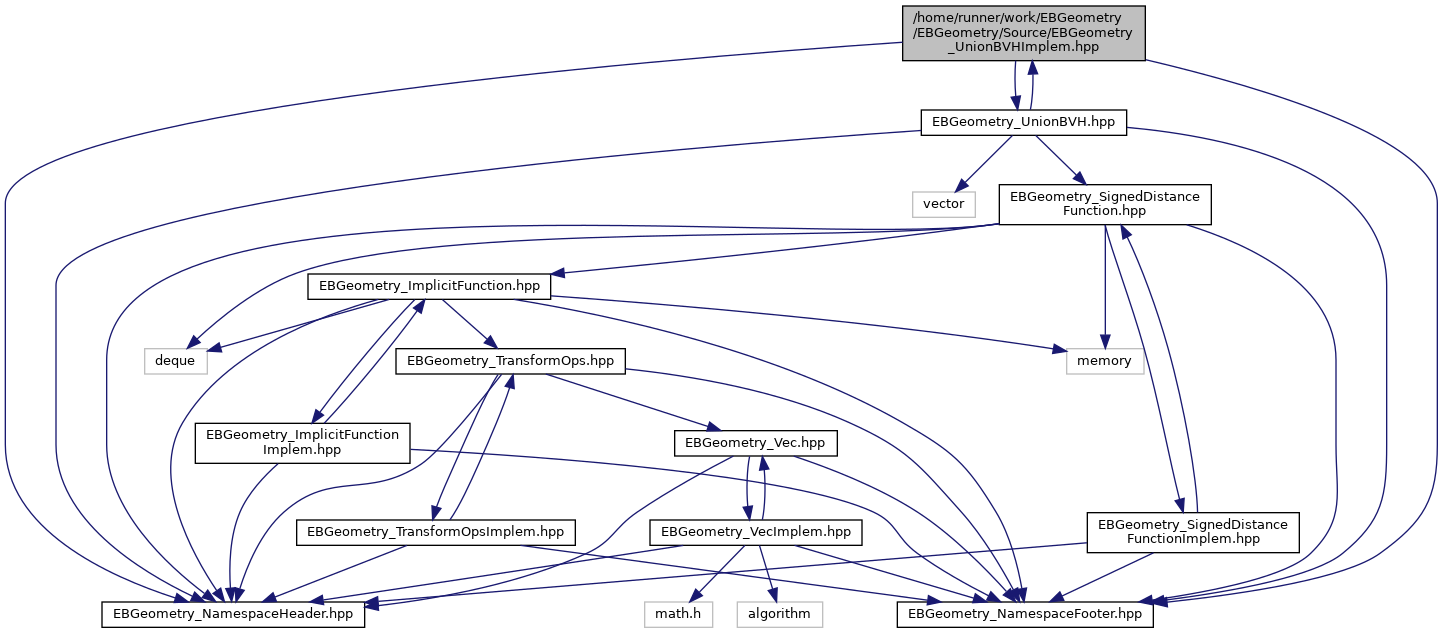 /home/runner/work/EBGeometry
/EBGeometry/Source/EBGeometry
_UnionBVHImplem.hpp
EBGeometry_UnionBVH.hpp
vector
EBGeometry_SignedDistance
Function.hpp
EBGeometry_ImplicitFunction.hpp
deque
EBGeometry_TransformOps.hpp
memory
EBGeometry_ImplicitFunction
Implem.hpp
EBGeometry_Vec.hpp
EBGeometry_TransformOpsImplem.hpp
EBGeometry_VecImplem.hpp
EBGeometry_SignedDistance
FunctionImplem.hpp
EBGeometry_NamespaceHeader.hpp
math.h
algorithm
EBGeometry_NamespaceFooter.hpp